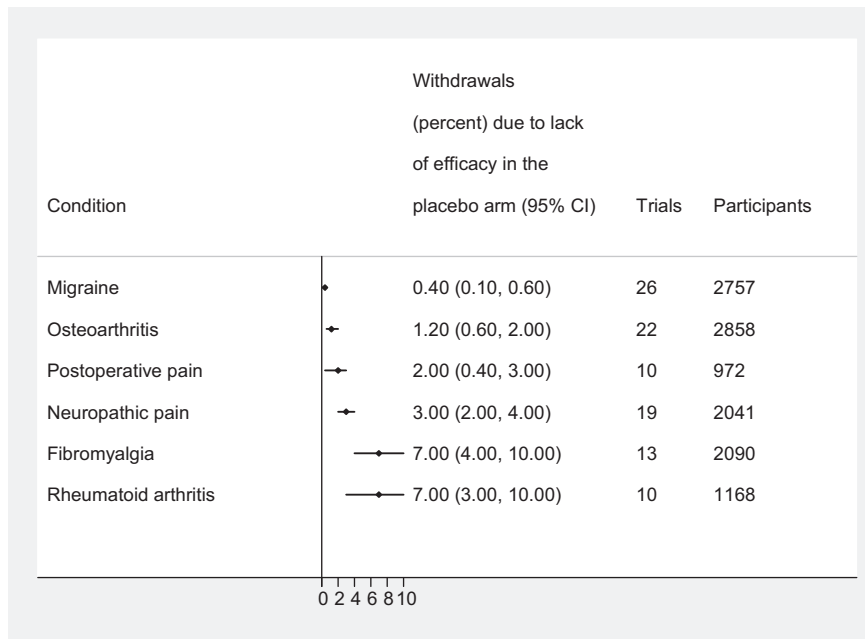 Withdrawals
(percent) due to lack
of efficacy in the
Condition placebo arm (95% CI) Trials Participants
Migraine 0.40 (0.10, 0.60) 26 2757
Osteoarthritis 1.20 (0.60, 2.00) 22 2858
Postoperative pain 2.00 (0.40, 3.00) 10 972
Neuropathic pain 3.00 (2.00, 4.00) 19 2041
Fibromyalgia 7.00 (4.00, 10.00) 13 2090
Rheumatoid arthritis 7.00 (3.00, 10.00) 10 1168
0 2 4 6 8 10